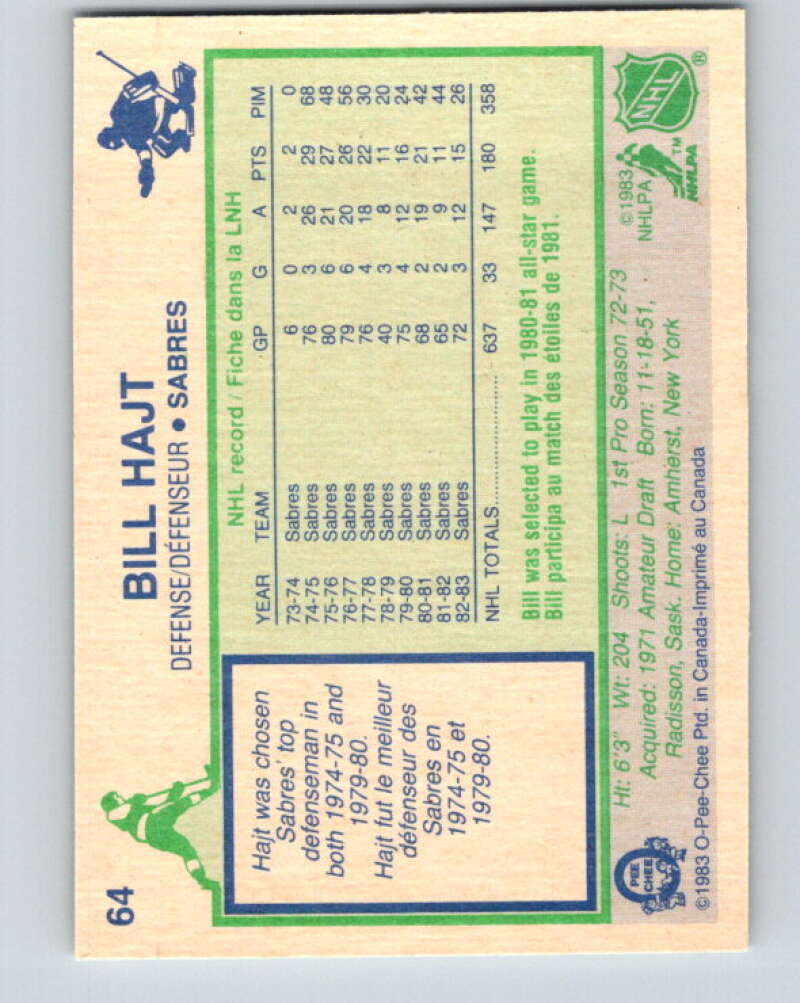 64
BILL HAJT
DEFENSE/DÉFENSEUR • SABRES
Hajt was chosen
Sabres' top
defenseman in
both 1974-75 and
1979-80.
Hajt fut le meilleur
défenseur des
Sabres en
1974-75 et
1979-80.
NHL record / Fiche dans la LNH
YEAR TEAM GP G A PTS PIM
73-74 Sabres 6 0 2 2 0
74-75 Sabres 76 3 26 29 68
75-76 Sabres 80 6 21 27 48
76-77 Sabres 79 6 20 26 56
77-78 Sabres 76 4 18 22 30
78-79 Sabres 40 3 8 11 20
79-80 Sabres 75 4 12 16 24
80-81 Sabres 68 2 19 21 42
81-82 Sabres 65 2 9 11 44
82-83 Sabres 72 3 12 15 26
NHL TOTALS 637 33 147 180 358
Bill was selected to play in 1980-81 all-star game.
Bill participa au match des étoiles de 1981.
Ht: 6'3" Wt: 204 Shoots: L 1st Pro Season 72-73
Acquired: 1971 Amateur Draft Born: 11-18-51,
Radisson, Sask. Home: Amherst, New York
©1983 O-Pee-Chee Ptd. in Canada-Imprimé au Canada
O
PEE
CHEE
©1983
NHLPA
NHL ®
NHLPA ™